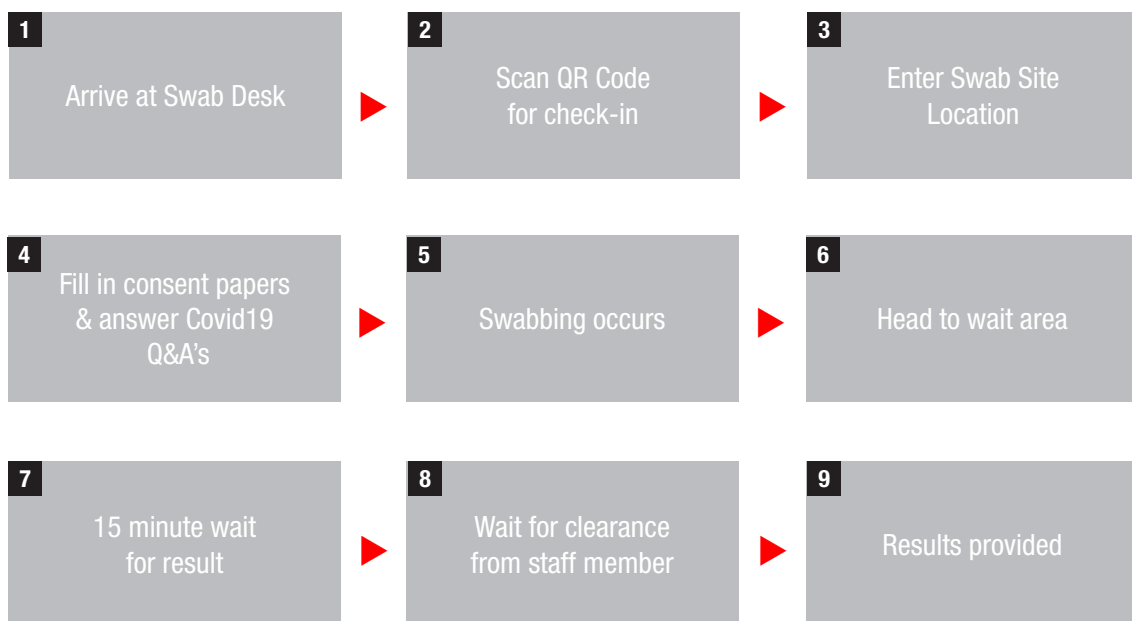 1
Arrive at Swab Desk
2
Scan QR Code
for check-in
3
Enter Swab Site
Location
4
Fill in consent papers
& answer Covid19
Q&A’s
5
Swabbing occurs
6
Head to wait area
7
15 minute wait
for result
8
Wait for clearance
from staff member
9
Results provided